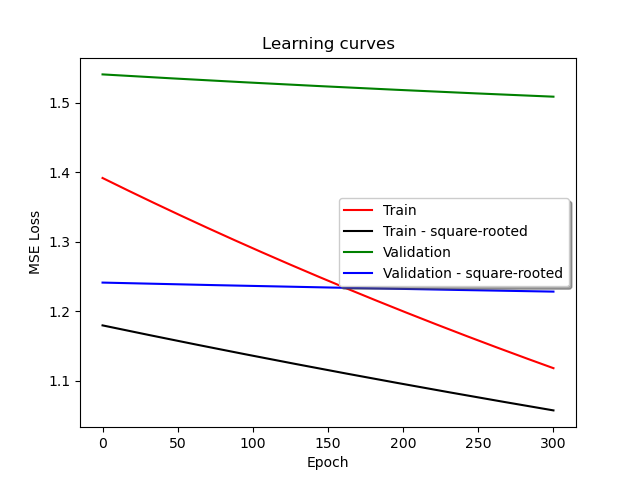 Learning curves
MSE Loss
1.5
1.4
1.3
1.2
1.1
Train
Train - square-rooted
Validation
Validation - square-rooted
0 50 100 150 200 250 300
Epoch